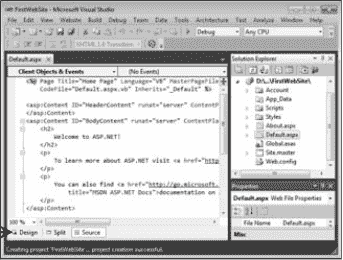 FirstWebSite - Microsoft Visual Studio
File Edit View Website Build Debug Team Data Tools Architecture Test Analyze Window Help
Debug Any CPU
XHTML 1.0 Transition
Default.aspx
Client Objects & Events (No Events)
<%@ Page Title="Home Page" Language="VB" MasterPageFile
CodeFile="Default.aspx.vb" Inherits="_Default" %>
<asp:Content ID="HeaderContent" runat="server" ContentPl
</asp:Content>
<asp:Content ID="BodyContent" runat="server" ContentPlac
<h2>
Welcome to ASP.NET!
</h2>
<p>
To learn more about ASP.NET visit <a href="http:
</p>
<p>
You can also find <a href="http://go.microsoft.
title="MSDN ASP.NET Docs">documentation on
</p>
</asp:Content>
100 %
Design Split Source
Creating project 'FirstWebSite'... project creation successful.
Solution Explorer
D:\...\FirstWebSite\
Account
App_Data
Scripts
Styles
About.aspx
Default.aspx
Global.asax
Site.master
Web.config
Properties
Default.aspx Web File Properties
File Name Default.aspx
Misc